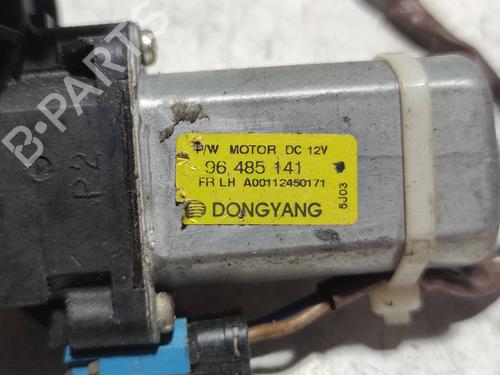 P/W MOTOR DC 12V
96 485 141
FR LH A00112450171
5J03
DONGYANG
P2
B-PARTS